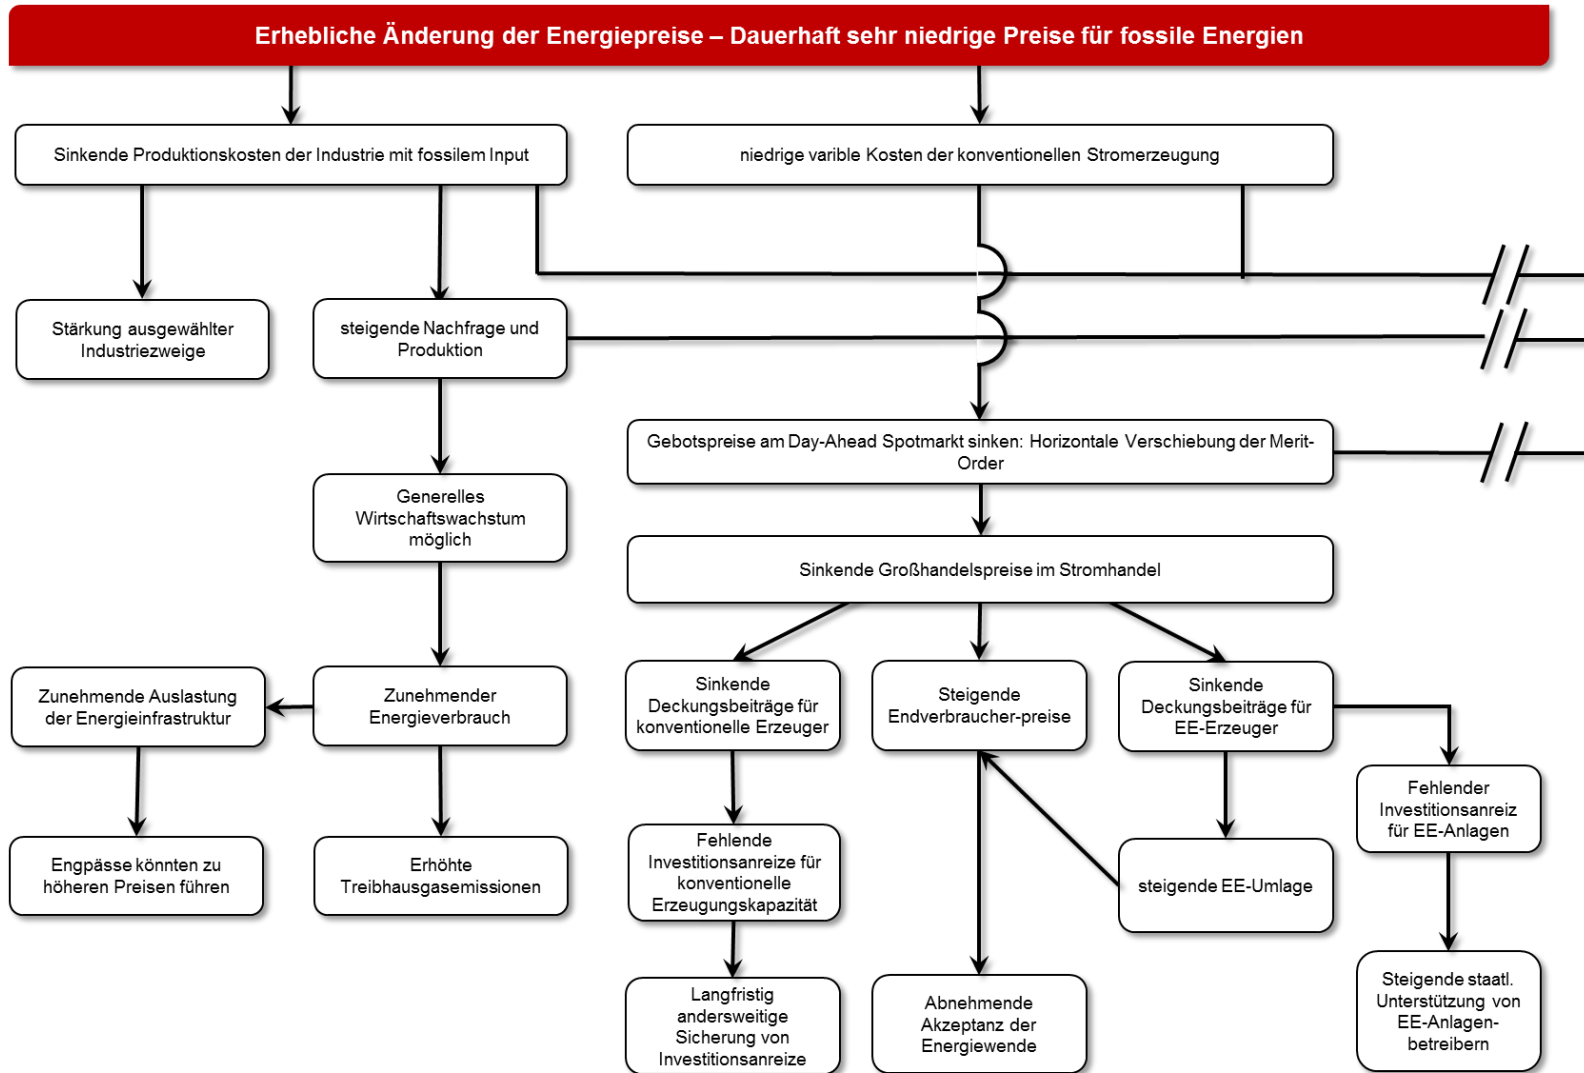 Erhebliche Änderung der Energiepreise – Dauerhaft sehr niedrige Preise für fossile Energien
Sinkende Produktionskosten der Industrie mit fossilem Input
niedrige varible Kosten der konventionellen Stromerzeugung
Stärkung ausgewählter
Industriezweige
steigende Nachfrage und
Produktion
Gebotspreise am Day-Ahead Spotmarkt sinken: Horizontale Verschiebung der Merit-
Order
Generelles
Wirtschaftswachstum
möglich
Sinkende Großhandelspreise im Stromhandel
Zunehmende Auslastung
der Energieinfrastruktur
Zunehmender
Energieverbrauch
Sinkende
Deckungsbeiträge für
konventionelle Erzeuger
Steigende
Endverbraucher-preise
Sinkende
Deckungsbeiträge für
EE-Erzeuger
Fehlender
Investitionsanreiz
für EE-Anlagen
Engpässe könnten zu
höheren Preisen führen
Erhöhte
Treibhausgasemissionen
Fehlende
Investitionsanreize für
konventionelle
Erzeugungskapazität
steigende EE-Umlage
Langfristig
andersweitige
Sicherung von
Investitionsanreize
Abnehmende
Akzeptanz der
Energiewende
Steigende staatl.
Unterstützung von
EE-Anlagen-
betreibern